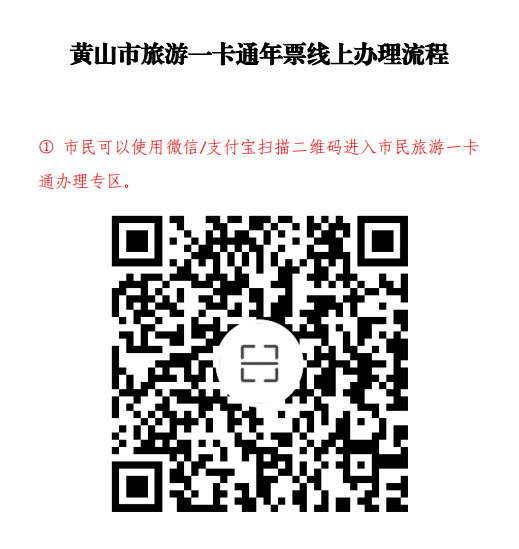 黄山市旅游一卡通年票线上办理流程
① 市民可以使用微信/支付宝扫描二维码进入市民旅游一卡
通办理专区。